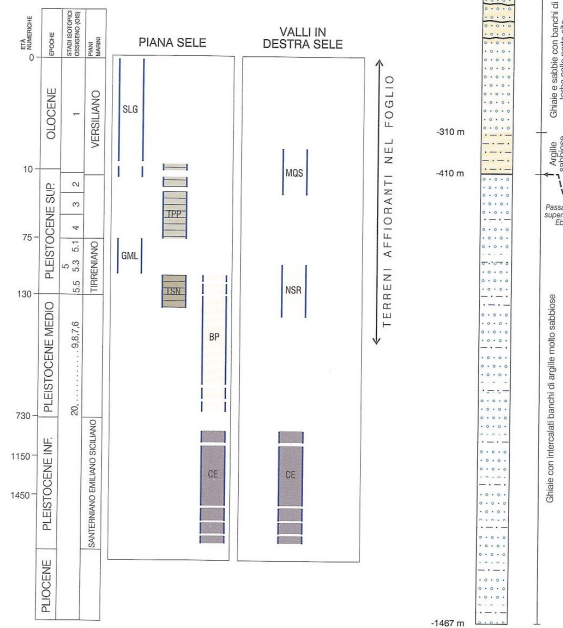 ETÀ
NUMERICHE
EPOCHE
STADI ISOTOPICI
OSSIGENO (OIS)
PIANI
MARINI
PIANA SELE
VALLI IN
DESTRA SELE
0
10
75
130
730
1150
1460
OLOCENE
PLEISTOCENE SUP.
PLEISTOCENE MEDIO
PLEISTOCENE INF.
PLIOCENE
1
2
3
4
5
5.5 5.3 5.1
20, . . . . . . . . . 9,8,7,6
VERSILIANO
TIRRENIANO
SANTERNIANO EMILIANO SICILIANO
SLG
TPP
GML
TSN
BP
CE
MQS
NSR
CE
TERRENI AFFIORANTI NEL FOGLIO
-310 m
-410 m
-1467 m
Ghiaie e sabbie con banchi di
Argille
sabbiose
Passa
super
Eb
Ghiaie con intercalati banchi di argille molto sabbiose